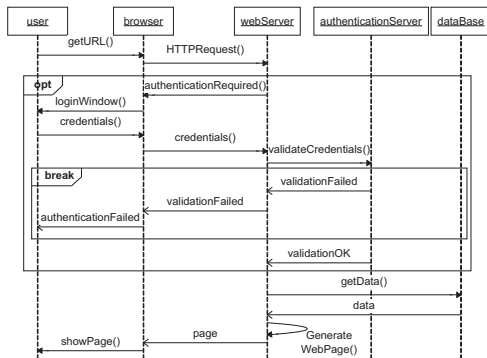 user browser webServer authenticationServer dataBase
getURL()
HTTPRequest()
opt
authenticationRequired()
loginWindow()
credentials()
credentials()
validateCredentials()
break
validationFailed
validationFailed
authenticationFailed
validationOK
getData()
data
page
Generate
WebPage()
showPage()